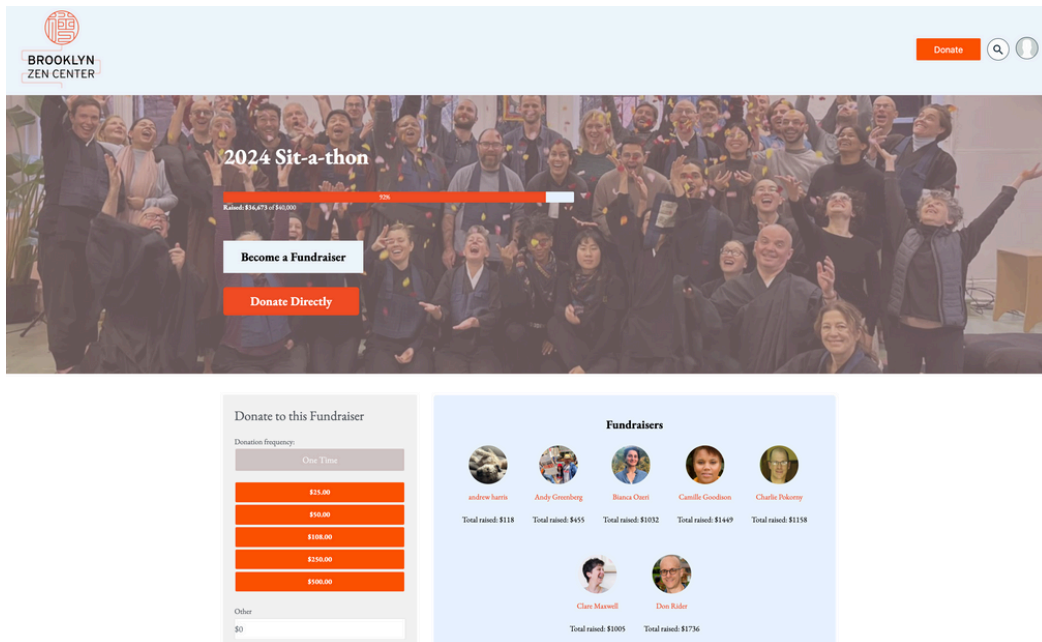 BROOKLYN
ZEN CENTER
Donate
2024 Sit-a-thon
92%
Raised: $36,673 of $40,000
Become a Fundraiser
Donate Directly
Donate to this Fundraiser
Donation frequency:
One Time
$25.00
$50.00
$108.00
$250.00
$500.00
Other
$0
Fundraisers
andrew harris
Andy Greenberg
Bianca Ozeri
Camille Goodison
Charlie Pokorny
Total raised: $118
Total raised: $455
Total raised: $1032
Total raised: $1449
Total raised: $1158
Clare Maxwell
Don Rider
Total raised: $1005
Total raised: $1736